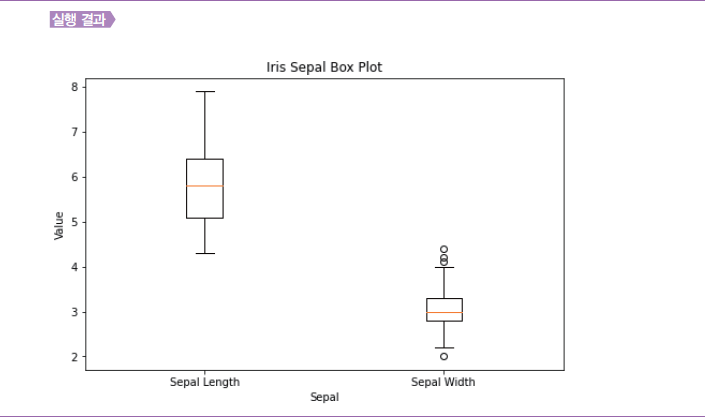 실행 결과
Iris Sepal Box Plot
8
7
6
5
4
3
2
Value
Sepal Length
Sepal Width
Sepal